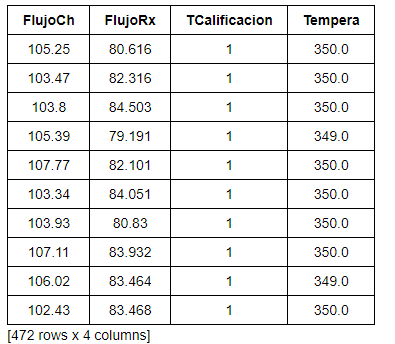 FlujoCh FlujoRx TCalificacion Tempera
105.25 80.616 1 350.0
103.47 82.316 1 350.0
103.8 84.503 1 350.0
105.39 79.191 1 349.0
107.77 82.101 1 350.0
103.34 84.051 1 350.0
103.93 80.83 1 350.0
107.11 83.932 1 350.0
106.02 83.464 1 349.0
102.43 83.468 1 350.0
[472 rows x 4 columns]